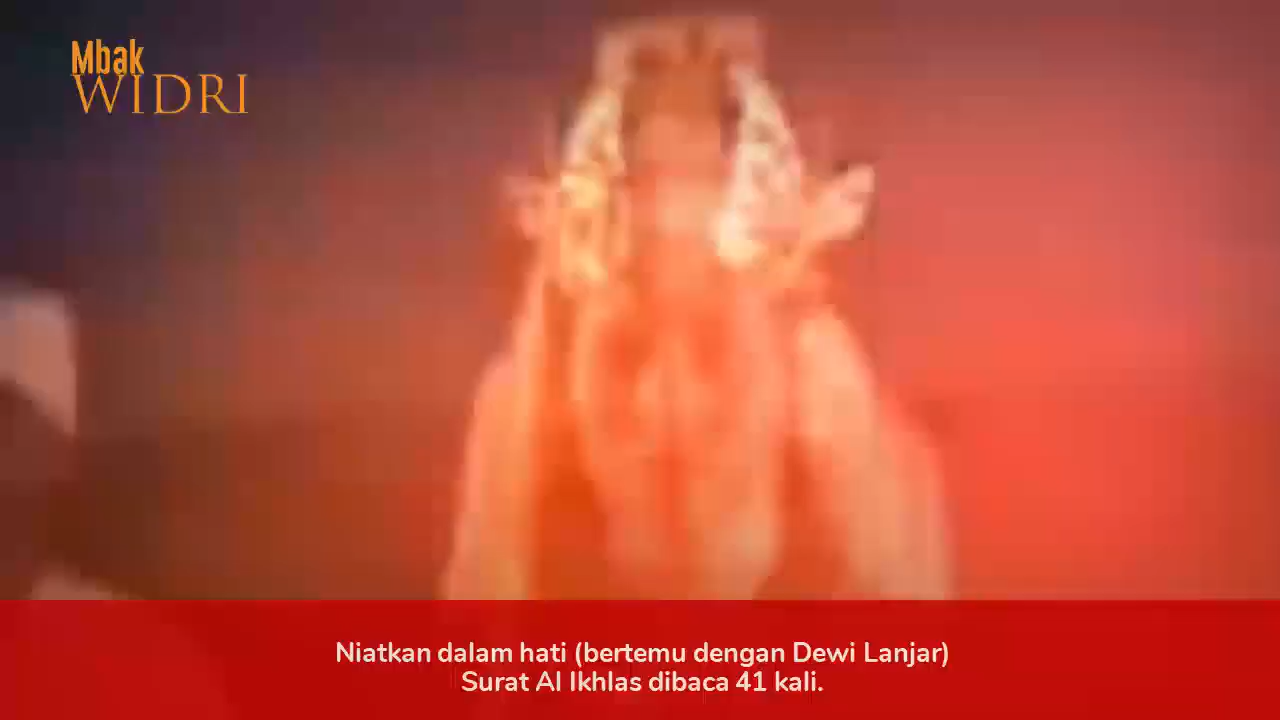 Mbak
WIDRI
Niatkan dalam hati (bertemu dengan Dewi Lanjar)
Surat Al Ikhlas dibaca 41 kali.